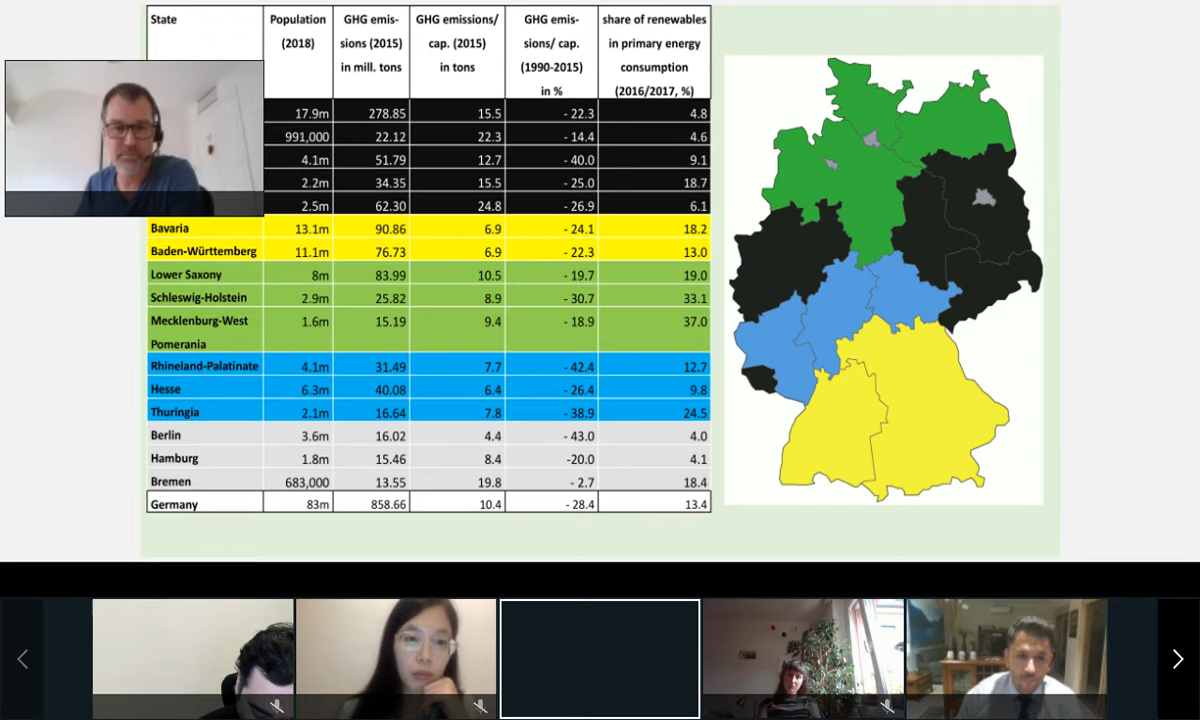 State Population GHG emis- GHG emissions/ GHG emis- share of renewables
(2018) sions (2015) cap. (2015) sions/ cap. in primary energy
in mill. tons in tons (1990-2015) consumption
in % (2016/2017, %)
17.9m 278.85 15.5 - 22.3 4.8
991,000 22.12 22.3 - 14.4 4.6
4.1m 51.79 12.7 - 40.0 9.1
2.2m 34.35 15.5 - 25.0 18.7
2.5m 62.30 24.8 - 26.9 6.1
Bavaria 13.1m 90.86 6.9 - 24.1 18.2
Baden-Württemberg 11.1m 76.73 6.9 - 22.3 13.0
Lower Saxony 8m 83.99 10.5 - 19.7 19.0
Schleswig-Holstein 2.9m 25.82 8.9 - 30.7 33.1
Mecklenburg-West 1.6m 15.19 9.4 - 18.9 37.0
Pomerania
Rhineland-Palatinate 4.1m 31.49 7.7 - 42.4 12.7
Hesse 6.3m 40.08 6.4 - 26.4 9.8
Thuringia 2.1m 16.64 7.8 - 38.9 24.5
Berlin 3.6m 16.02 4.4 - 43.0 4.0
Hamburg 1.8m 15.46 8.4 -20.0 4.1
Bremen 683,000 13.55 19.8 - 2.7 18.4
Germany 83m 858.66 10.4 - 28.4 13.4